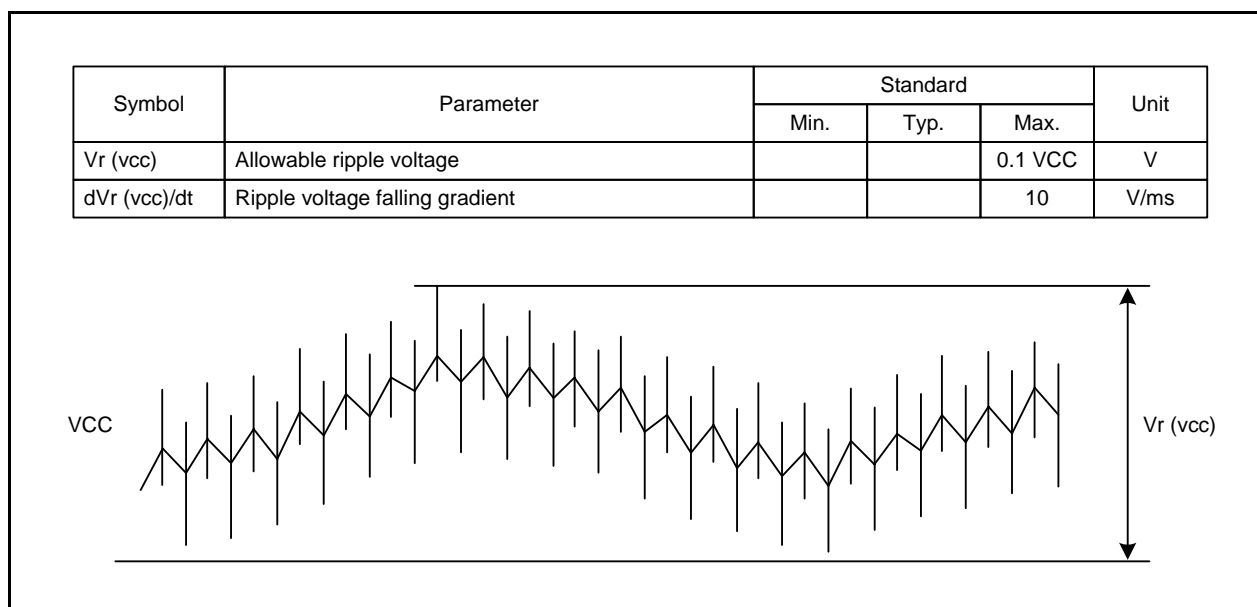 Symbol Parameter Standard Unit
Min. Typ. Max.
Vr (vcc) Allowable ripple voltage 0.1 VCC V
dVr (vcc)/dt Ripple voltage falling gradient 10 V/ms
VCC
Vr (vcc)